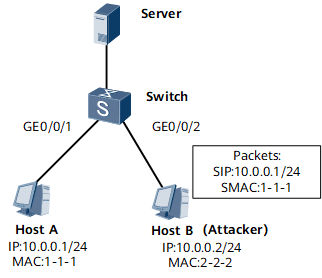 Server
Switch
S
GE0/0/1
GE0/0/2
Packets:
SIP:10.0.0.1/24
SMAC:1-1-1
Host A
IP:10.0.0.1/24
MAC:1-1-1
Host B (Attacker)
IP:10.0.0.2/24
MAC:2-2-2